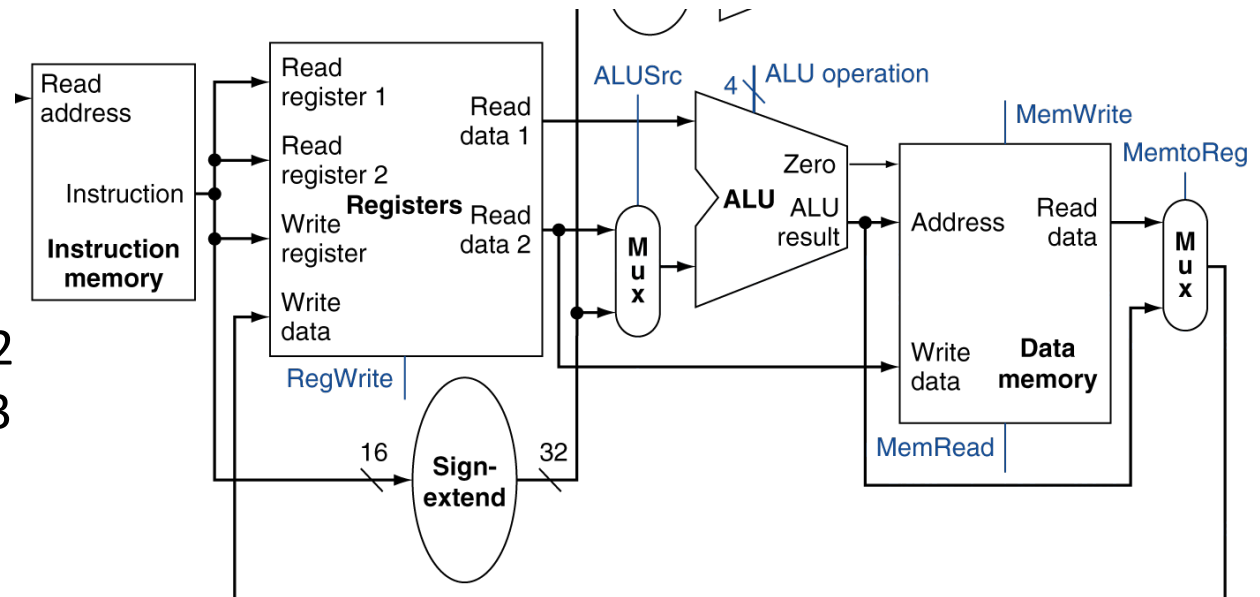 Read
address
Instruction
Instruction
memory
2
3
Read
register 1
Read
register 2
Registers
Write
register
Write
data
Read
data 1
Read
data 2
RegWrite
16
Sign-
extend
32
ALUSrc
M
u
x
4
ALU operation
Zero
ALU
ALU
result
MemWrite
Address
Read
data
Write
data
Data
memory
MemRead
MemtoReg
M
u
x